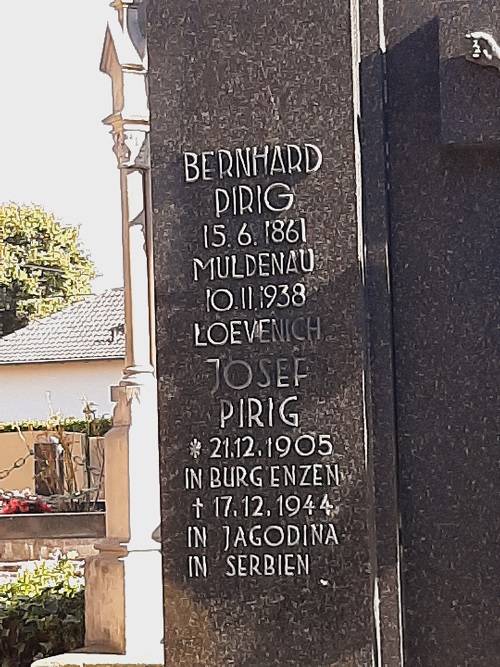 BERNHARD
PIRIG
15.6.1861
MULDENAU
10.11.1938
LOEVENICH
JOSEF
PIRIG
* 21.12.1905
IN BURG ENZEN
† 17.12.1944
IN JAGODINA
IN SERBIEN